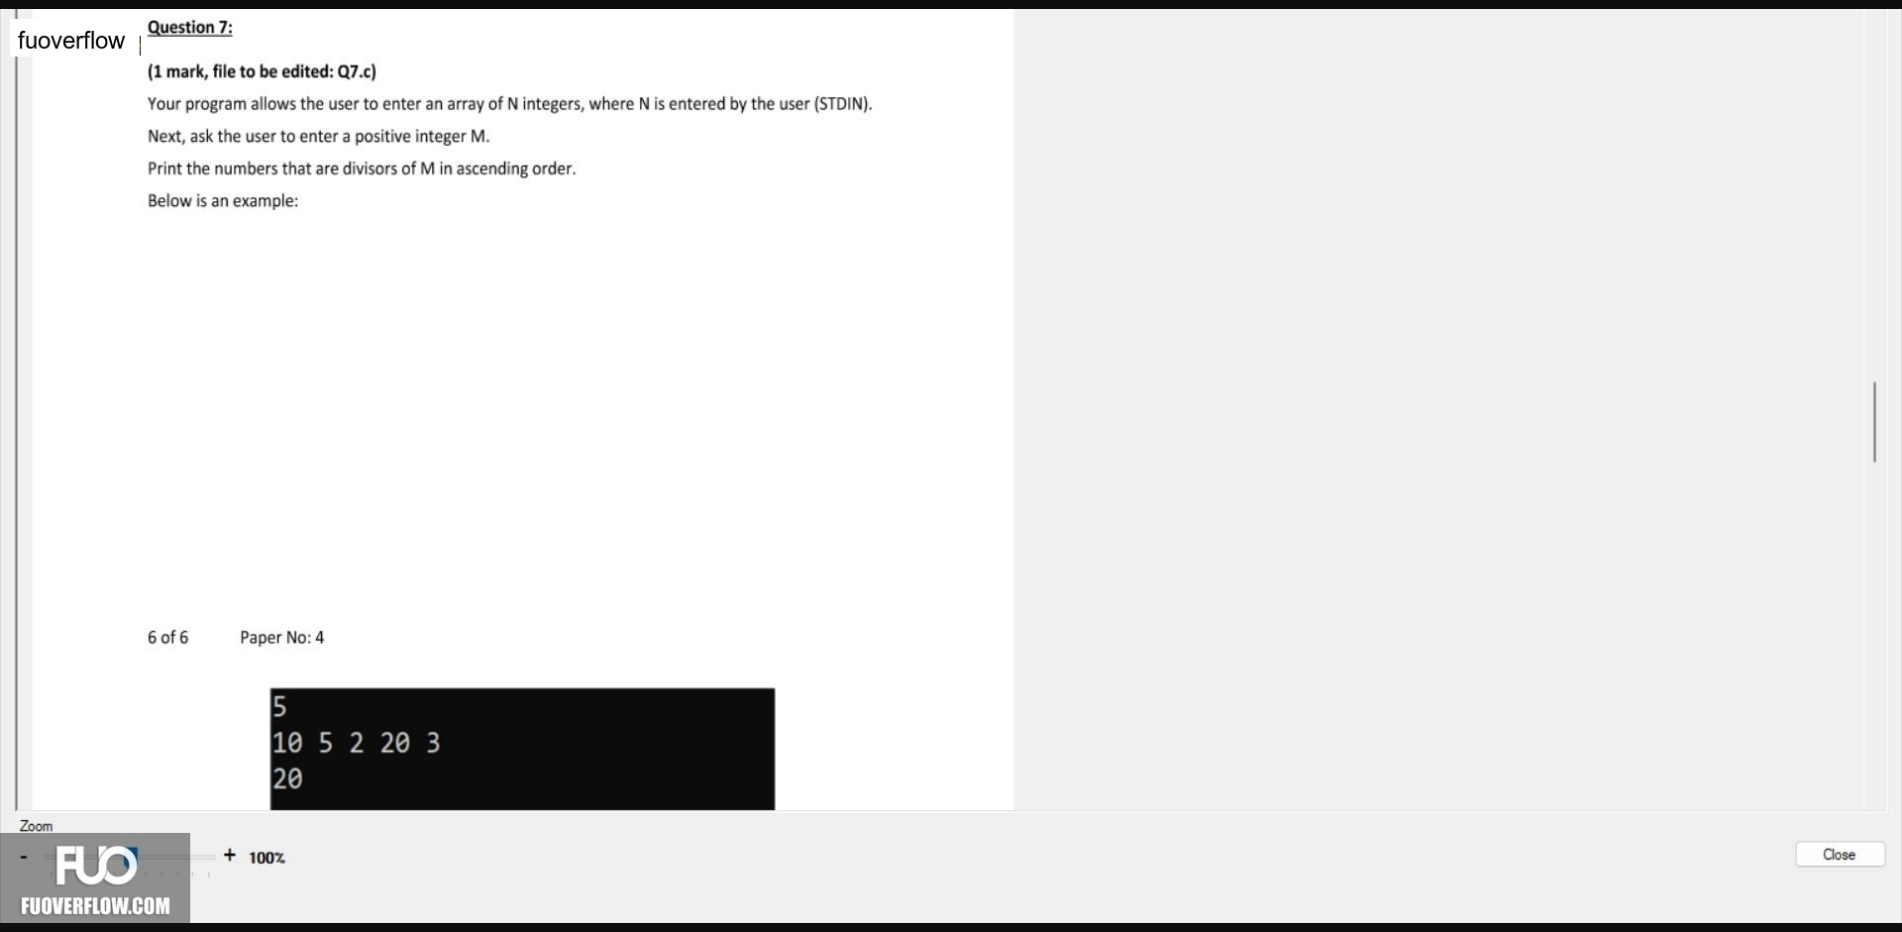 fuoverflow
Question 7:
(1 mark, file to be edited: Q7.c)
Your program allows the user to enter an array of N integers, where N is entered by the user (STDIN).
Next, ask the user to enter a positive integer M.
Print the numbers that are divisors of M in ascending order.
Below is an example:
6 of 6 Paper No: 4
5
10 5 2 20 3
20
Zoom
- + 100%
Close
FUO
FUOVERFLOW.COM